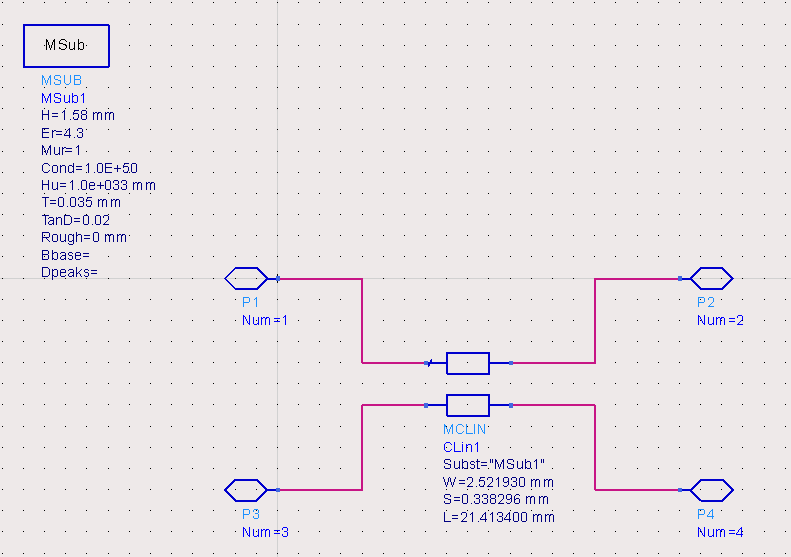 MSub
MSUB
MSub1
H=1.58 mm
Er=4.3
Mur=1
Cond=1.0E+50
Hu=1.0e+033 mm
T=0.035 mm
TanD=0.02
Rough=0 mm
Bbase=
Dpeaks=
P1
Num=1
P2
Num=2
MCLIN
CLin1
Subst="MSub1"
W=2.521930 mm
S=0.338296 mm
L=21.413400 mm
P3
Num=3
P4
Num=4